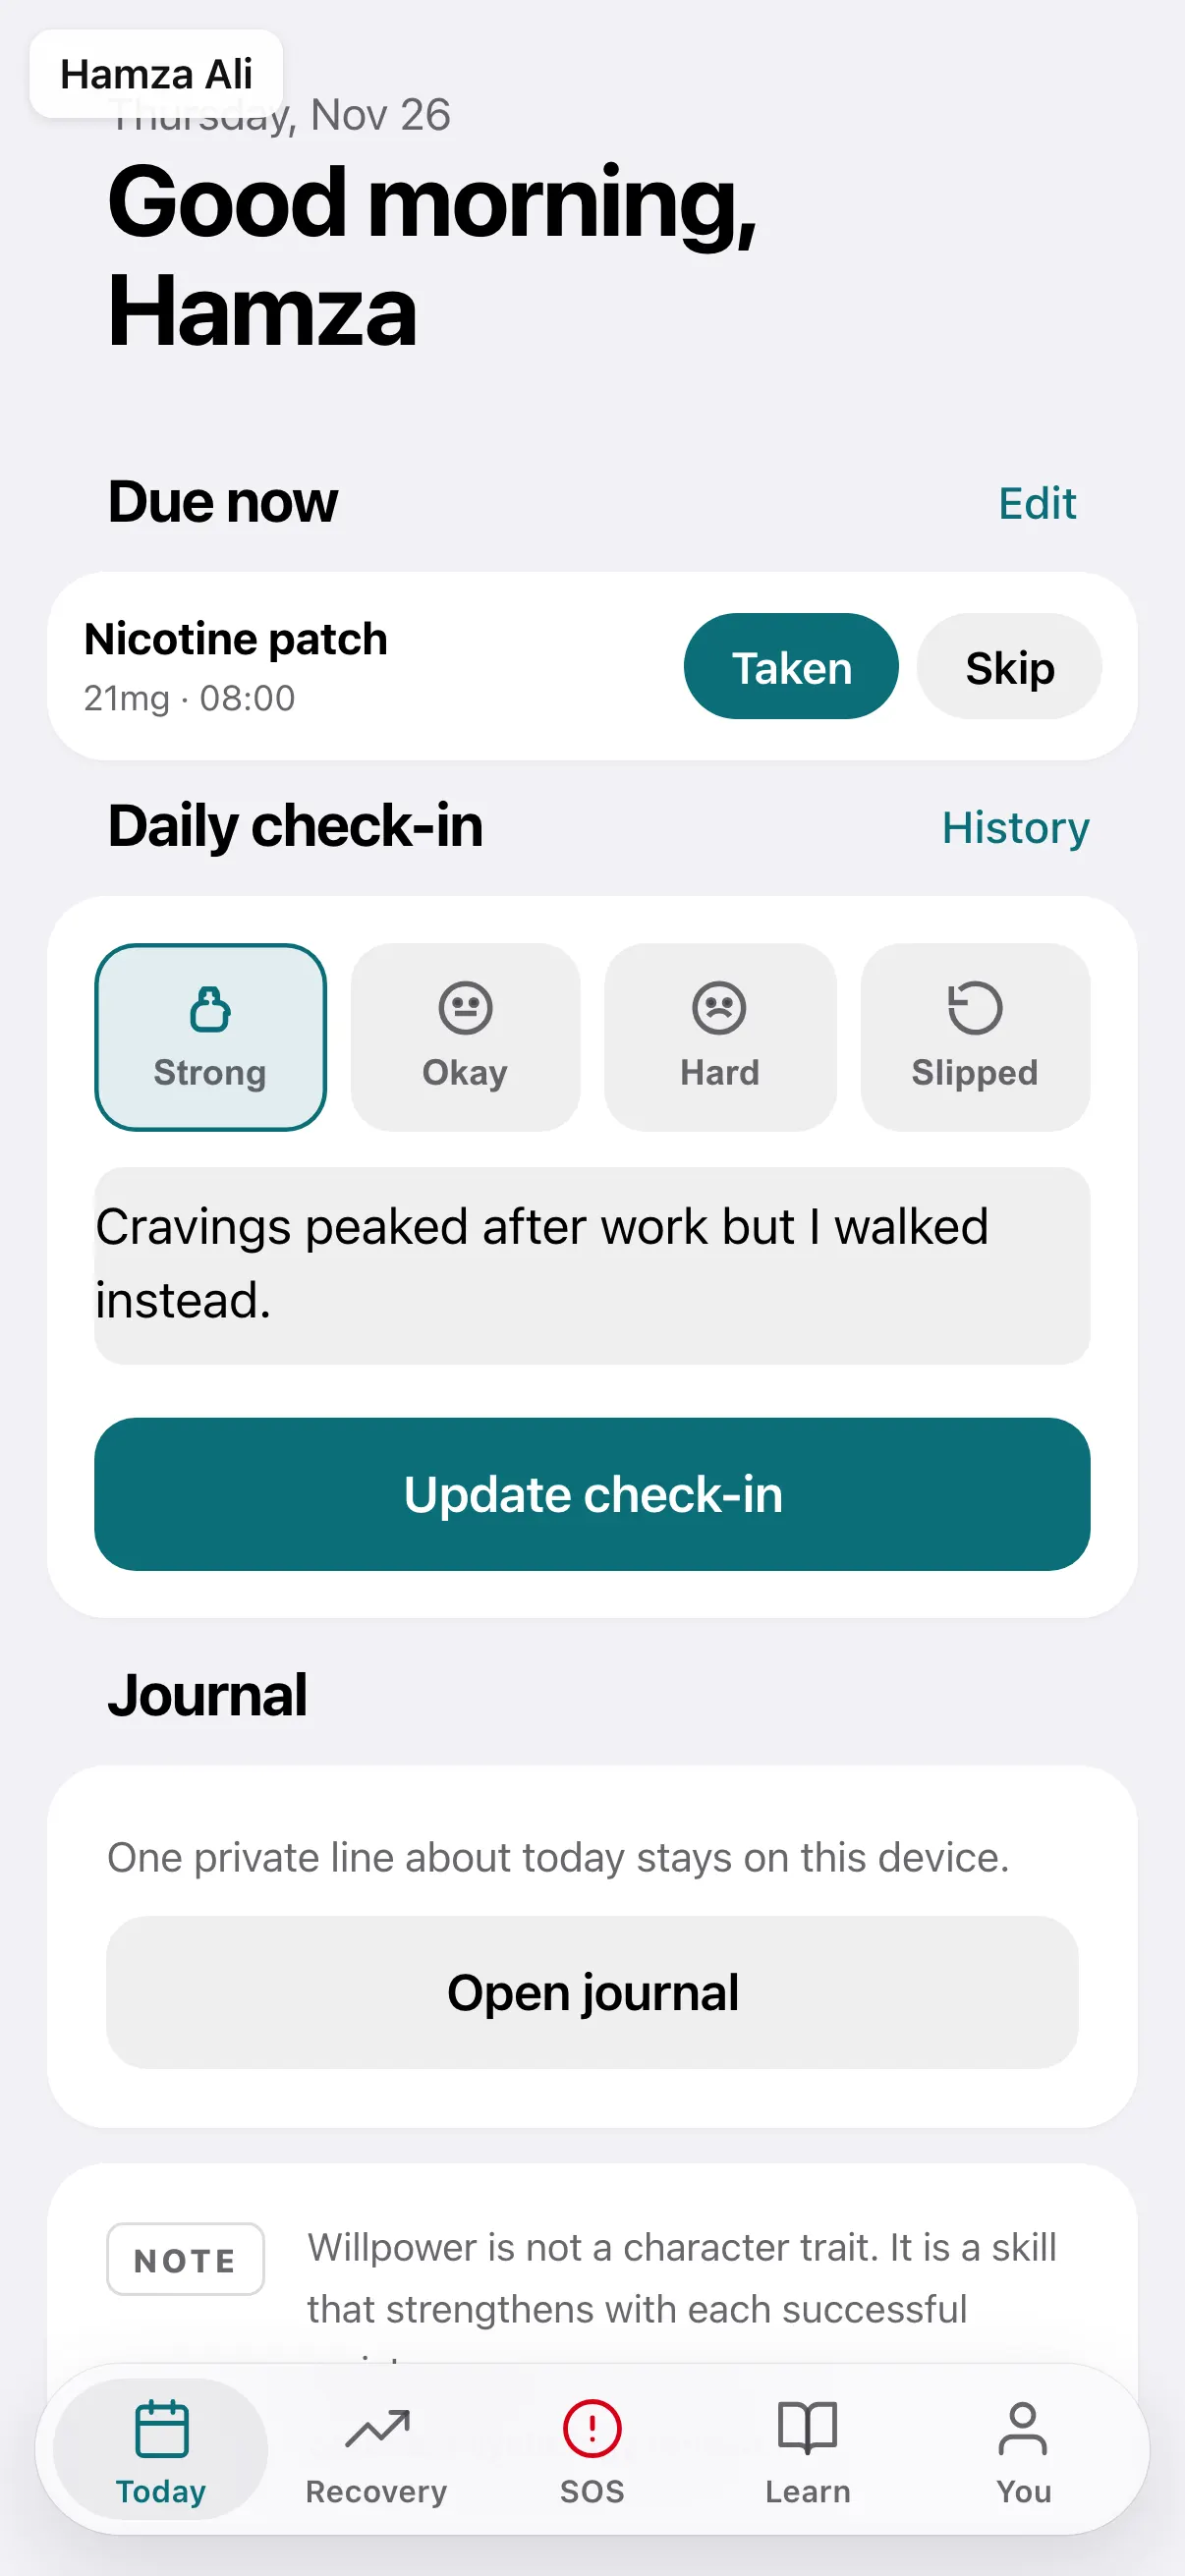 Hamza Ali
Thursday, Nov 26
Good morning,
Hamza
Due now
Edit
Nicotine patch
21mg · 08:00
Taken
Skip
Daily check-in
History
Strong
Okay
Hard
Slipped
Cravings peaked after work but I walked
instead.
Update check-in
Journal
One private line about today stays on this device.
Open journal
NOTE
Willpower is not a character trait. It is a skill
that strengthens with each successful
Today
Recovery
SOS
Learn
You